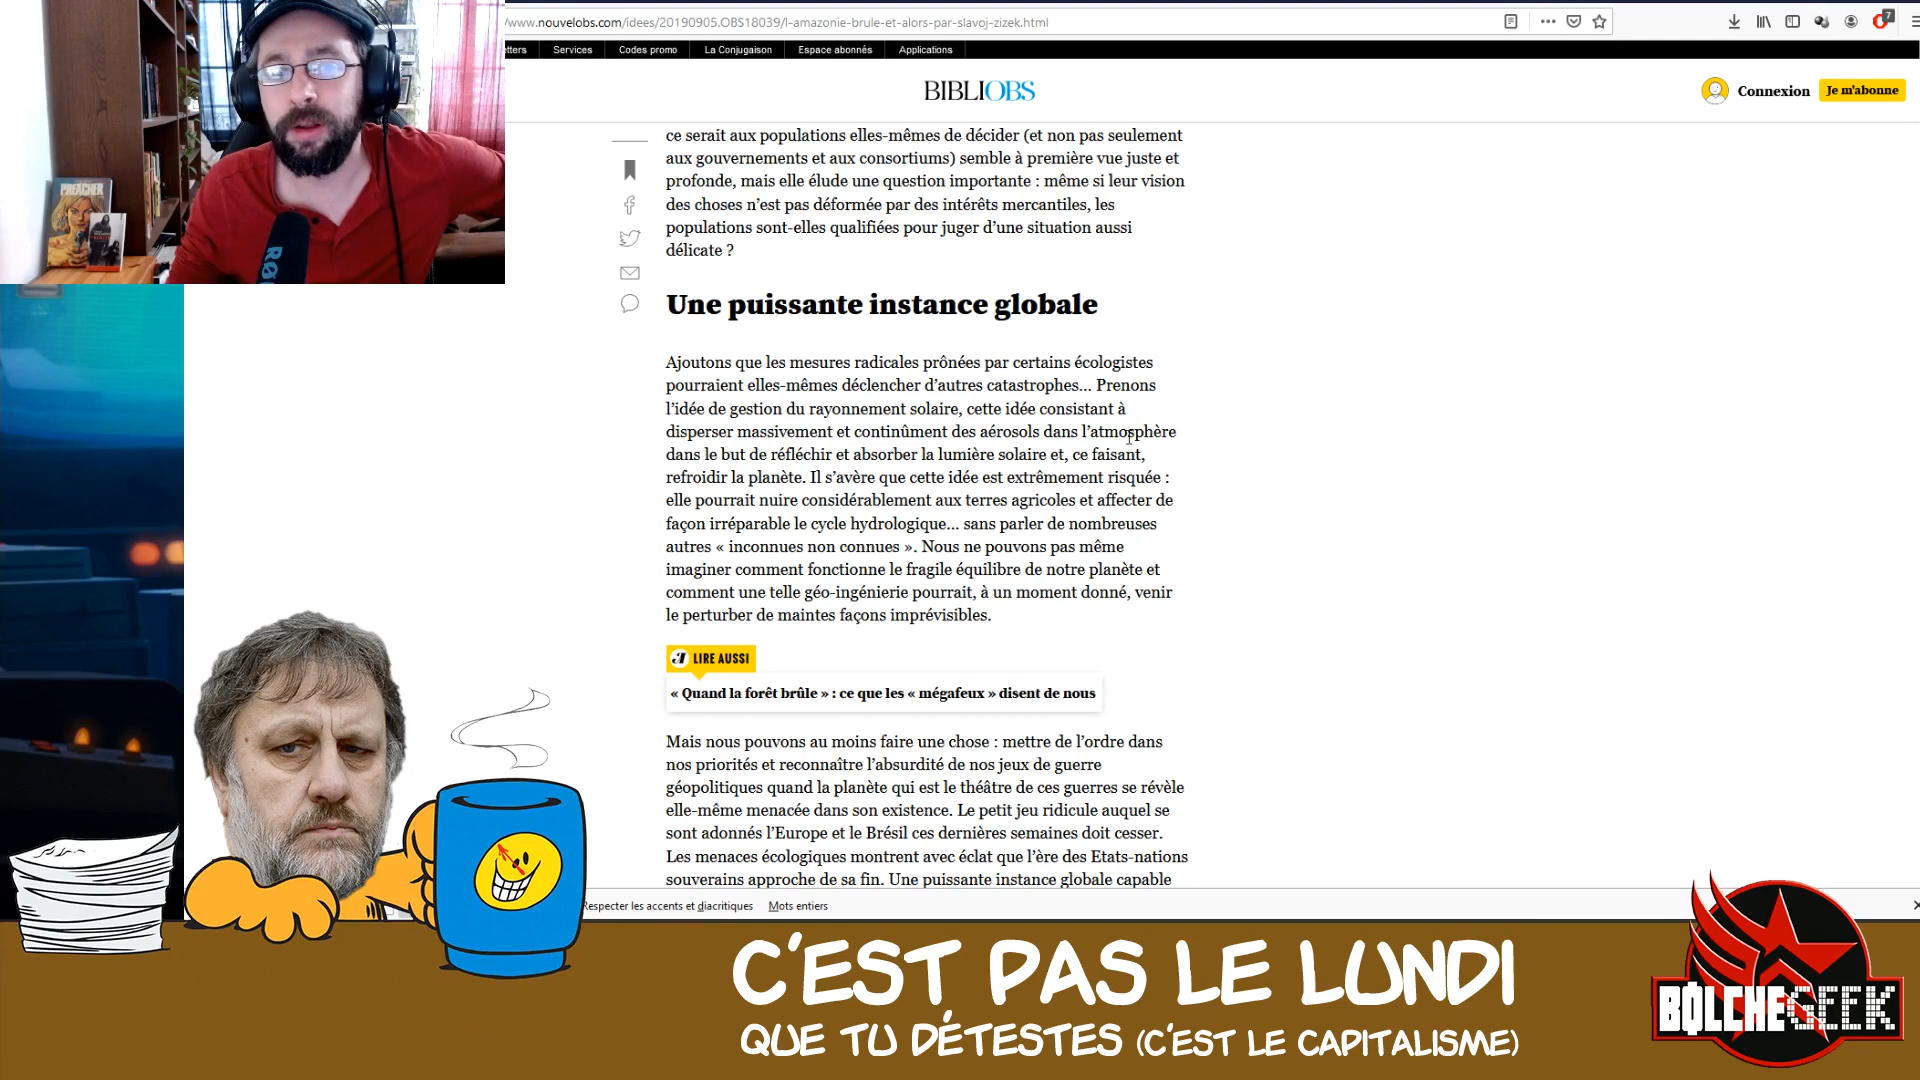 www.nouvelobs.com/idees/20190905.OBS18039/l-amazonie-brule-et-alors-par-slavoj-zizek.html
7
Services
Codes promo
La Conjugaison
Espace abonnés
Applications
BIBLIOBS
Connexion
Je m'abonne
PREACHER
ce serait aux populations elles-mêmes de décider (et non pas seulement
aux gouvernements et aux consortiums) semble à première vue juste et
profonde, mais elle élude une question importante : même si leur vision
des choses n'est pas déformée par des intérêts mercantiles, les
populations sont-elles qualifiées pour juger d'une situation aussi
délicate ?
Une puissante instance globale
Ajoutons que les mesures radicales prônées par certains écologistes
pourraient elles-mêmes déclencher d'autres catastrophes... Prenons
l'idée de gestion du rayonnement solaire, cette idée consistant à
disperser massivement et continûment des aérosols dans l'atmosphère
dans le but de réfléchir et absorber la lumière solaire et, ce faisant,
refroidir la planète. Il s'avère que cette idée est extrêmement risquée :
elle pourrait nuire considérablement aux terres agricoles et affecter de
façon irréparable le cycle hydrologique... sans parler de nombreuses
autres « inconnues non connues ». Nous ne pouvons pas même
imaginer comment fonctionne le fragile équilibre de notre planète et
comment une telle géo-ingénierie pourrait, à un moment donné, venir
le perturber de maintes façons imprévisibles.
LIRE AUSSI
« Quand la forêt brûle » : ce que les « mégafeux » disent de nous
Mais nous pouvons au moins faire une chose : mettre de l'ordre dans
nos priorités et reconnaître l'absurdité de nos jeux de guerre
géopolitiques quand la planète qui est le théâtre de ces guerres se révèle
elle-même menacée dans son existence. Le petit jeu ridicule auquel se
sont adonnés l'Europe et le Brésil ces dernières semaines doit cesser.
Les menaces écologiques montrent avec éclat que l'ère des Etats-nations
souverains approche de sa fin. Une puissante instance globale capable
Respecter les accents et diacritiques
Mots entiers
C'EST PAS LE LUNDI
QUE TU DÉTESTES (C'EST LE CAPITALISME)
BOLCHEGEEK